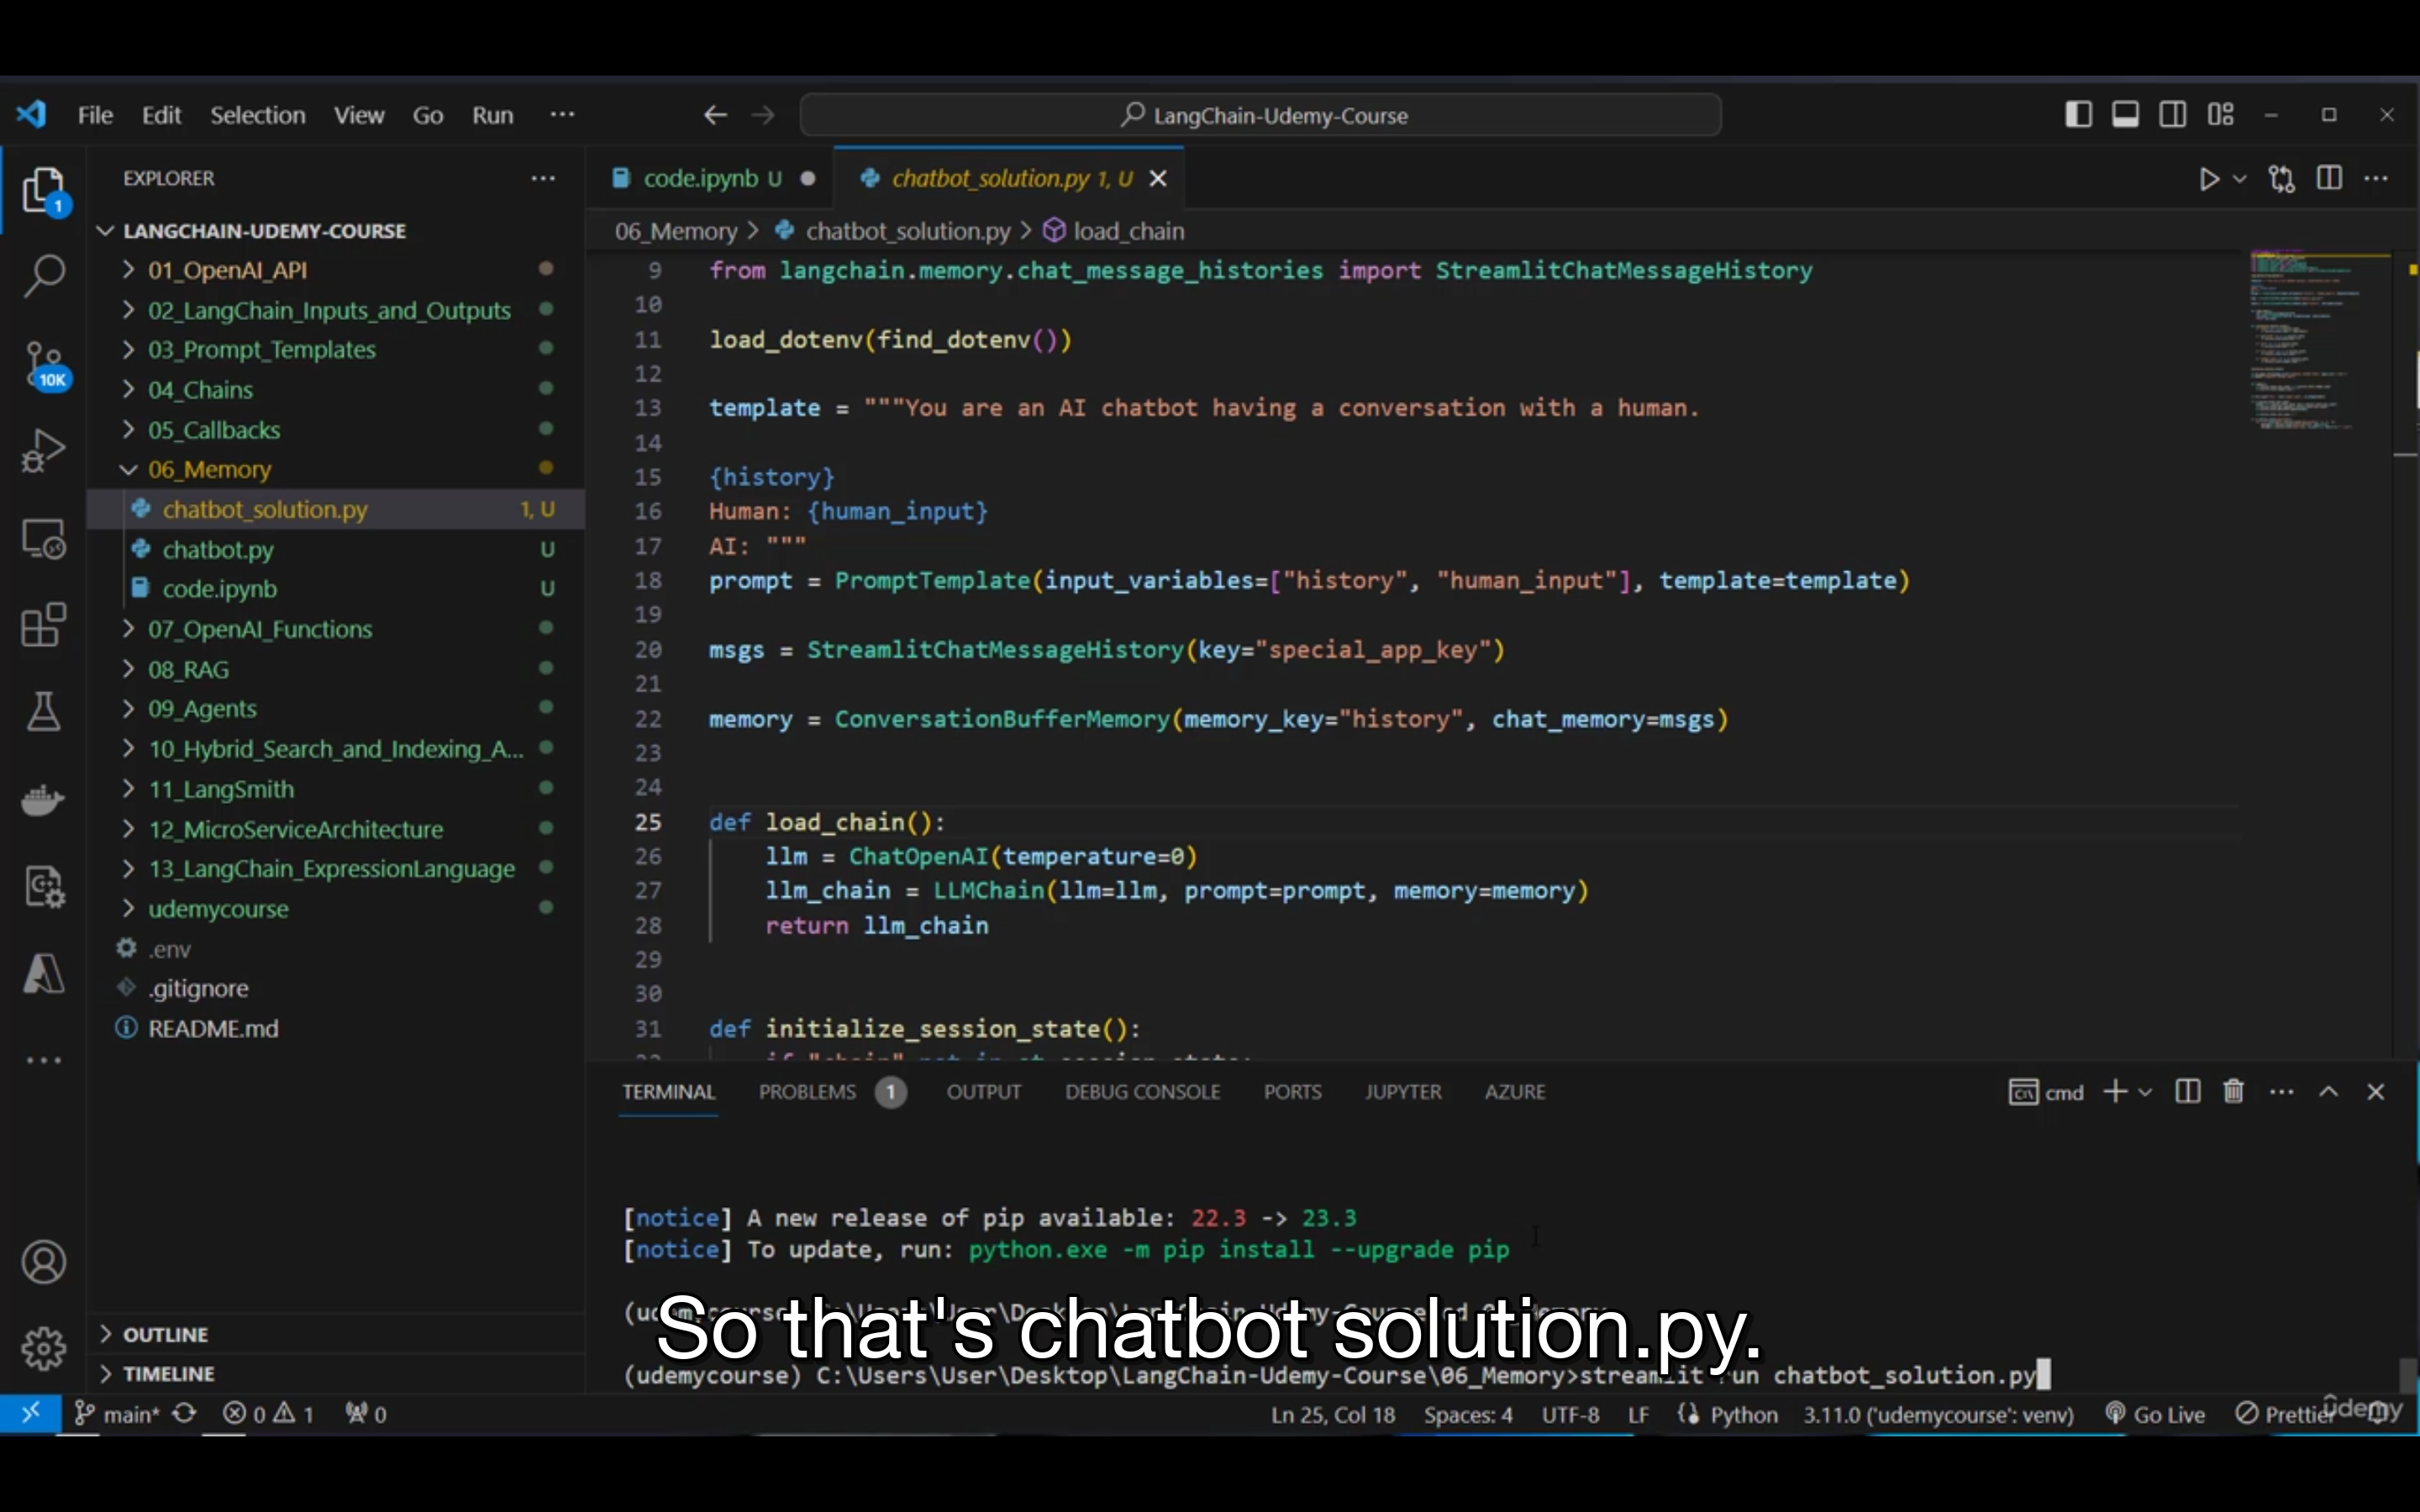 File Edit Selection View Go Run ...
LangChain-Udemy-Course
EXPLORER
LANGCHAIN-UDEMY-COURSE
01_OpenAI_API
02_LangChain_Inputs_and_Outputs
03_Prompt_Templates
04_Chains
05_Callbacks
06_Memory
chatbot_solution.py 1, U
chatbot.py U
code.ipynb U
07_OpenAI_Functions
08_RAG
09_Agents
10_Hybrid_Search_and_Indexing_A...
11_LangSmith
12_MicroServiceArchitecture
13_LangChain_ExpressionLanguage
udemycourse
.env
.gitignore
README.md
OUTLINE
TIMELINE
1
10K
code.ipynb U
chatbot_solution.py 1, U
06_Memory > chatbot_solution.py > load_chain
9 from langchain.memory.chat_message_histories import StreamlitChatMessageHistory
10
11 load_dotenv(find_dotenv())
12
13 template = """You are an AI chatbot having a conversation with a human.
14
15 {history}
16 Human: {human_input}
17 AI: """
18 prompt = PromptTemplate(input_variables=["history", "human_input"], template=template)
19
20 msgs = StreamlitChatMessageHistory(key="special_app_key")
21
22 memory = ConversationBufferMemory(memory_key="history", chat_memory=msgs)
23
24
25 def load_chain():
26 llm = ChatOpenAI(temperature=0)
27 llm_chain = LLMChain(llm=llm, prompt=prompt, memory=memory)
28 return llm_chain
29
30
31 def initialize_session_state():
TERMINAL PROBLEMS 1 OUTPUT DEBUG CONSOLE PORTS JUPYTER AZURE
cmd
[notice] A new release of pip available: 22.3 -> 23.3
[notice] To update, run: python.exe -m pip install --upgrade pip
So that's chatbot solution.py.
(udemycourse) C:\Users\User\Desktop\LangChain-Udemy-Course\06_Memory>streamlit run chatbot_solution.py
main* 0 1 0
Ln 25, Col 18 Spaces: 4 UTF-8 LF Python 3.11.0 ('udemycourse': venv) Go Live Prettier
ûdemy